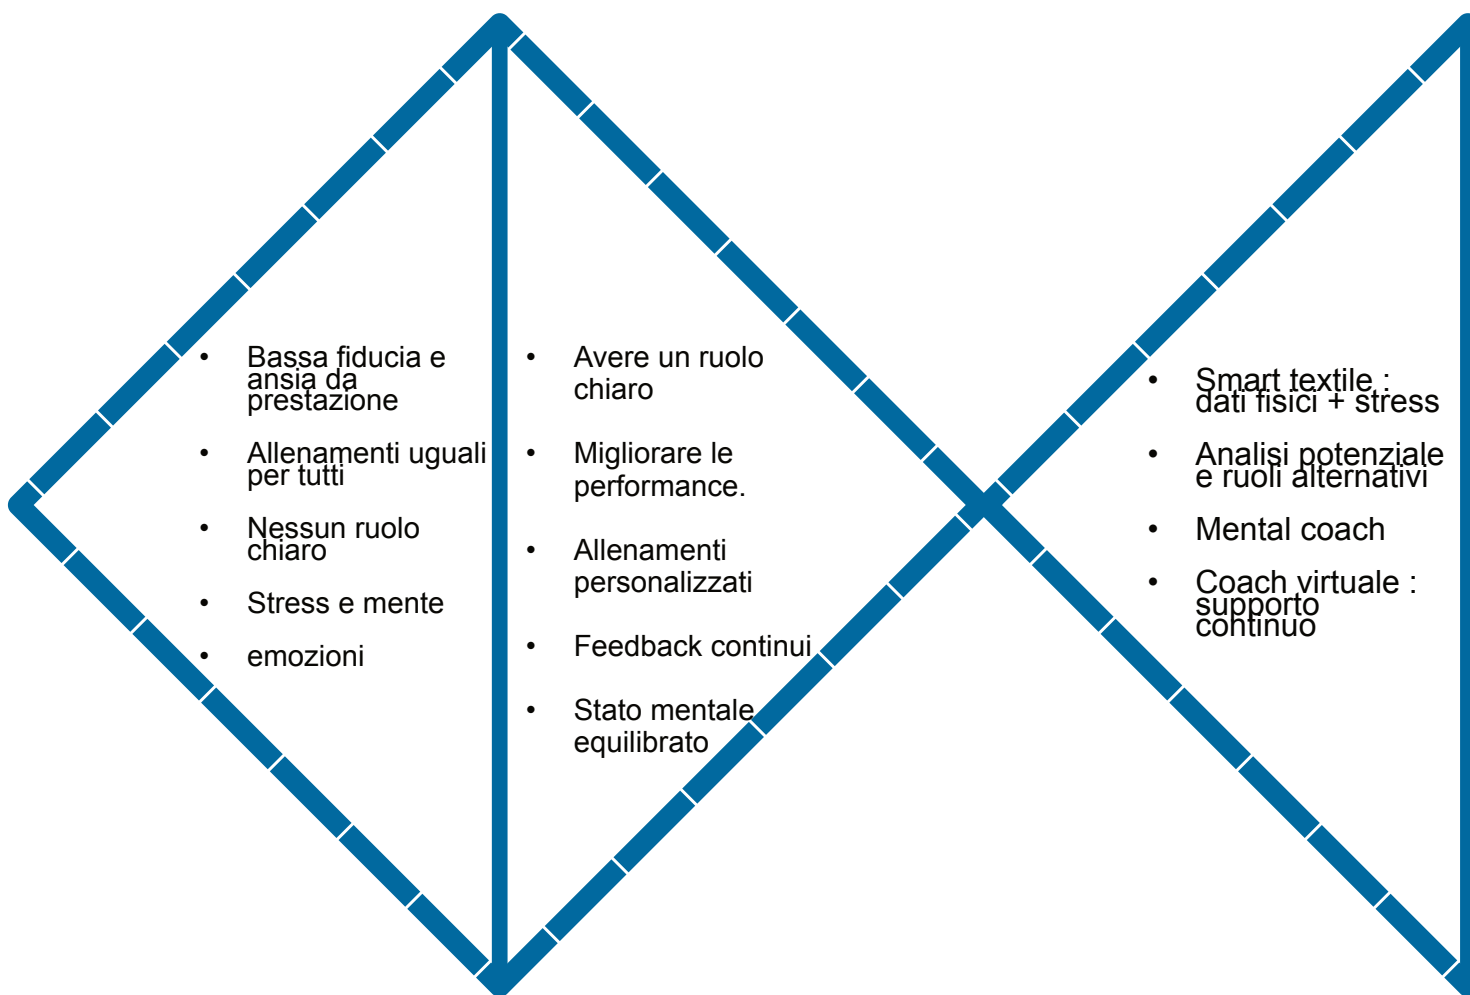 • Bassa fiducia e
ansia da
prestazione
• Allenamenti uguali
per tutti
• Nessun ruolo
chiaro
• Stress e mente
• emozioni
• Avere un ruolo
chiaro
• Migliorare le
performance.
• Allenamenti
personalizzati
• Feedback continui
• Stato mentale
equilibrato
• Smart textile :
dati fisici + stress
• Analisi potenziale
e ruoli alternativi
• Mental coach
• Coach virtuale :
supporto
continuo